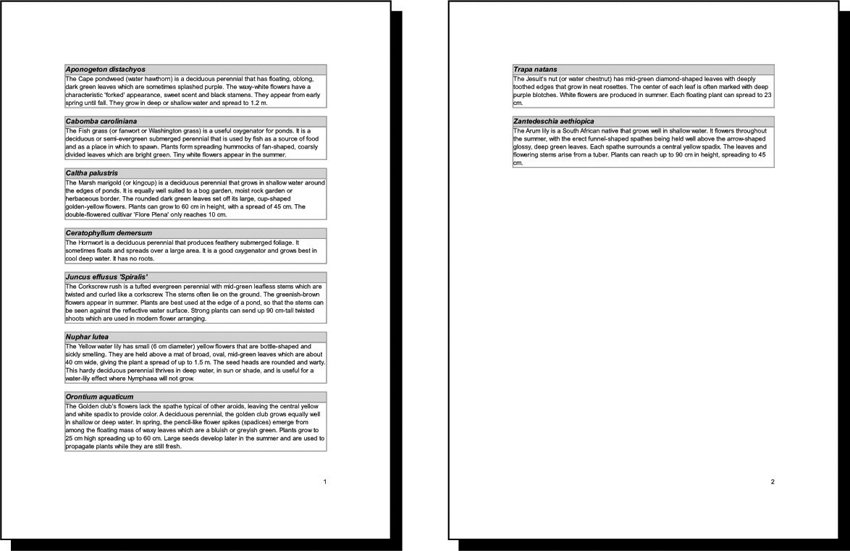 Aponogeton distachyos
The Cape pondweed (water hawthorn) is a deciduous perennial that has floating, oblong,
dark green leaves which are sometimes splashed purple. The waxy-white flowers have a
characteristic 'forked' appearance, sweet scent and black stamens. They appear from early
spring until fall. They grow in deep or shallow water and spread to 1.2 m.
Cabomba caroliniana
The Fish grass (or fanwort or Washington grass) is a useful oxygenator for ponds. It is a
deciduous or semi-evergreen submerged perennial that is used by fish as a source of food
and as a place in which to spawn. Plants form spreading hummocks of fan-shaped, coarsly
divided leaves which are bright green. Tiny white flowers appear in the summer.
Caltha palustris
The Marsh marigold (or kingcup) is a deciduous perennial that grows in shallow water around
the edges of ponds. It is equally well suited to a bog garden, moist rock garden or
herbaceous border. The rounded dark green leaves set off its large, cup-shaped
golden-yellow flowers. Plants can grow to 60 cm in height, with a spread of 45 cm. The
double-flowered cultivar 'Flore Plena' only reaches 10 cm.
Ceratophyllum demersum
The Hornwort is a deciduous perennial that produces feathery submerged foliage. It
sometimes floats and spreads over a large area. It is a good oxygenator and grows best in
cool deep water. It has no roots.
Juncus effusus 'Spiralis'
The Corkscrew rush is a tufted evergreen perennial with mid-green leafless stems which are
twisted and curled like a corkscrew. The stems often lie on the ground. The greenish-brown
flowers appear in summer. Plants are best used at the edge of a pond, so that the stems can
be seen against the reflective water surface. Strong plants can send up 90 cm-tall twisted
shoots which are used in modern flower arranging.
Nuphar lutea
The Yellow water lily has small (6 cm diameter) yellow flowers that are bottle-shaped and
sickly smelling. They are held above a mat of broad, oval, mid-green leaves which are about
40 cm wide, giving the plant a spread of up to 1.5 m. The seed heads are rounded and warty.
This hardy deciduous perennial thrives in deep water, in sun or shade, and is useful for a
water-lily effect where Nymphaea will not grow.
Orontium aquaticum
The Golden club's flowers lack the spathe typical of other aroids, leaving the central yellow
and white spadix to provide color. A deciduous perennial, the golden club grows equally well
in shallow or deep water. In spring, the pencil-like flower spikes (spadices) emerge from
among the floating mass of waxy leaves which are a bluish or greyish green. Plants grow to
25 cm high spreading up to 60 cm. Large seeds develop later in the summer and are used to
propagate plants while they are still fresh.
1
Trapa natans
The Jesuit's nut (or water chestnut) has mid-green diamond-shaped leaves with deeply
toothed edges that grow in neat rosettes. The center of each leaf is often marked with deep
purple blotches. White flowers are produced in summer. Each floating plant can spread to 23
cm.
Zantedeschia aethiopica
The Arum lily is a South African native that grows well in shallow water. It flowers throughout
the summer, with the erect funnel-shaped spathes being held well above the arrow-shaped
glossy, deep green leaves. Each spathe surrounds a central yellow spadix. The leaves and
flowering stems arise from a tuber. Plants can reach up to 90 cm in height, spreading to 45
cm.
2